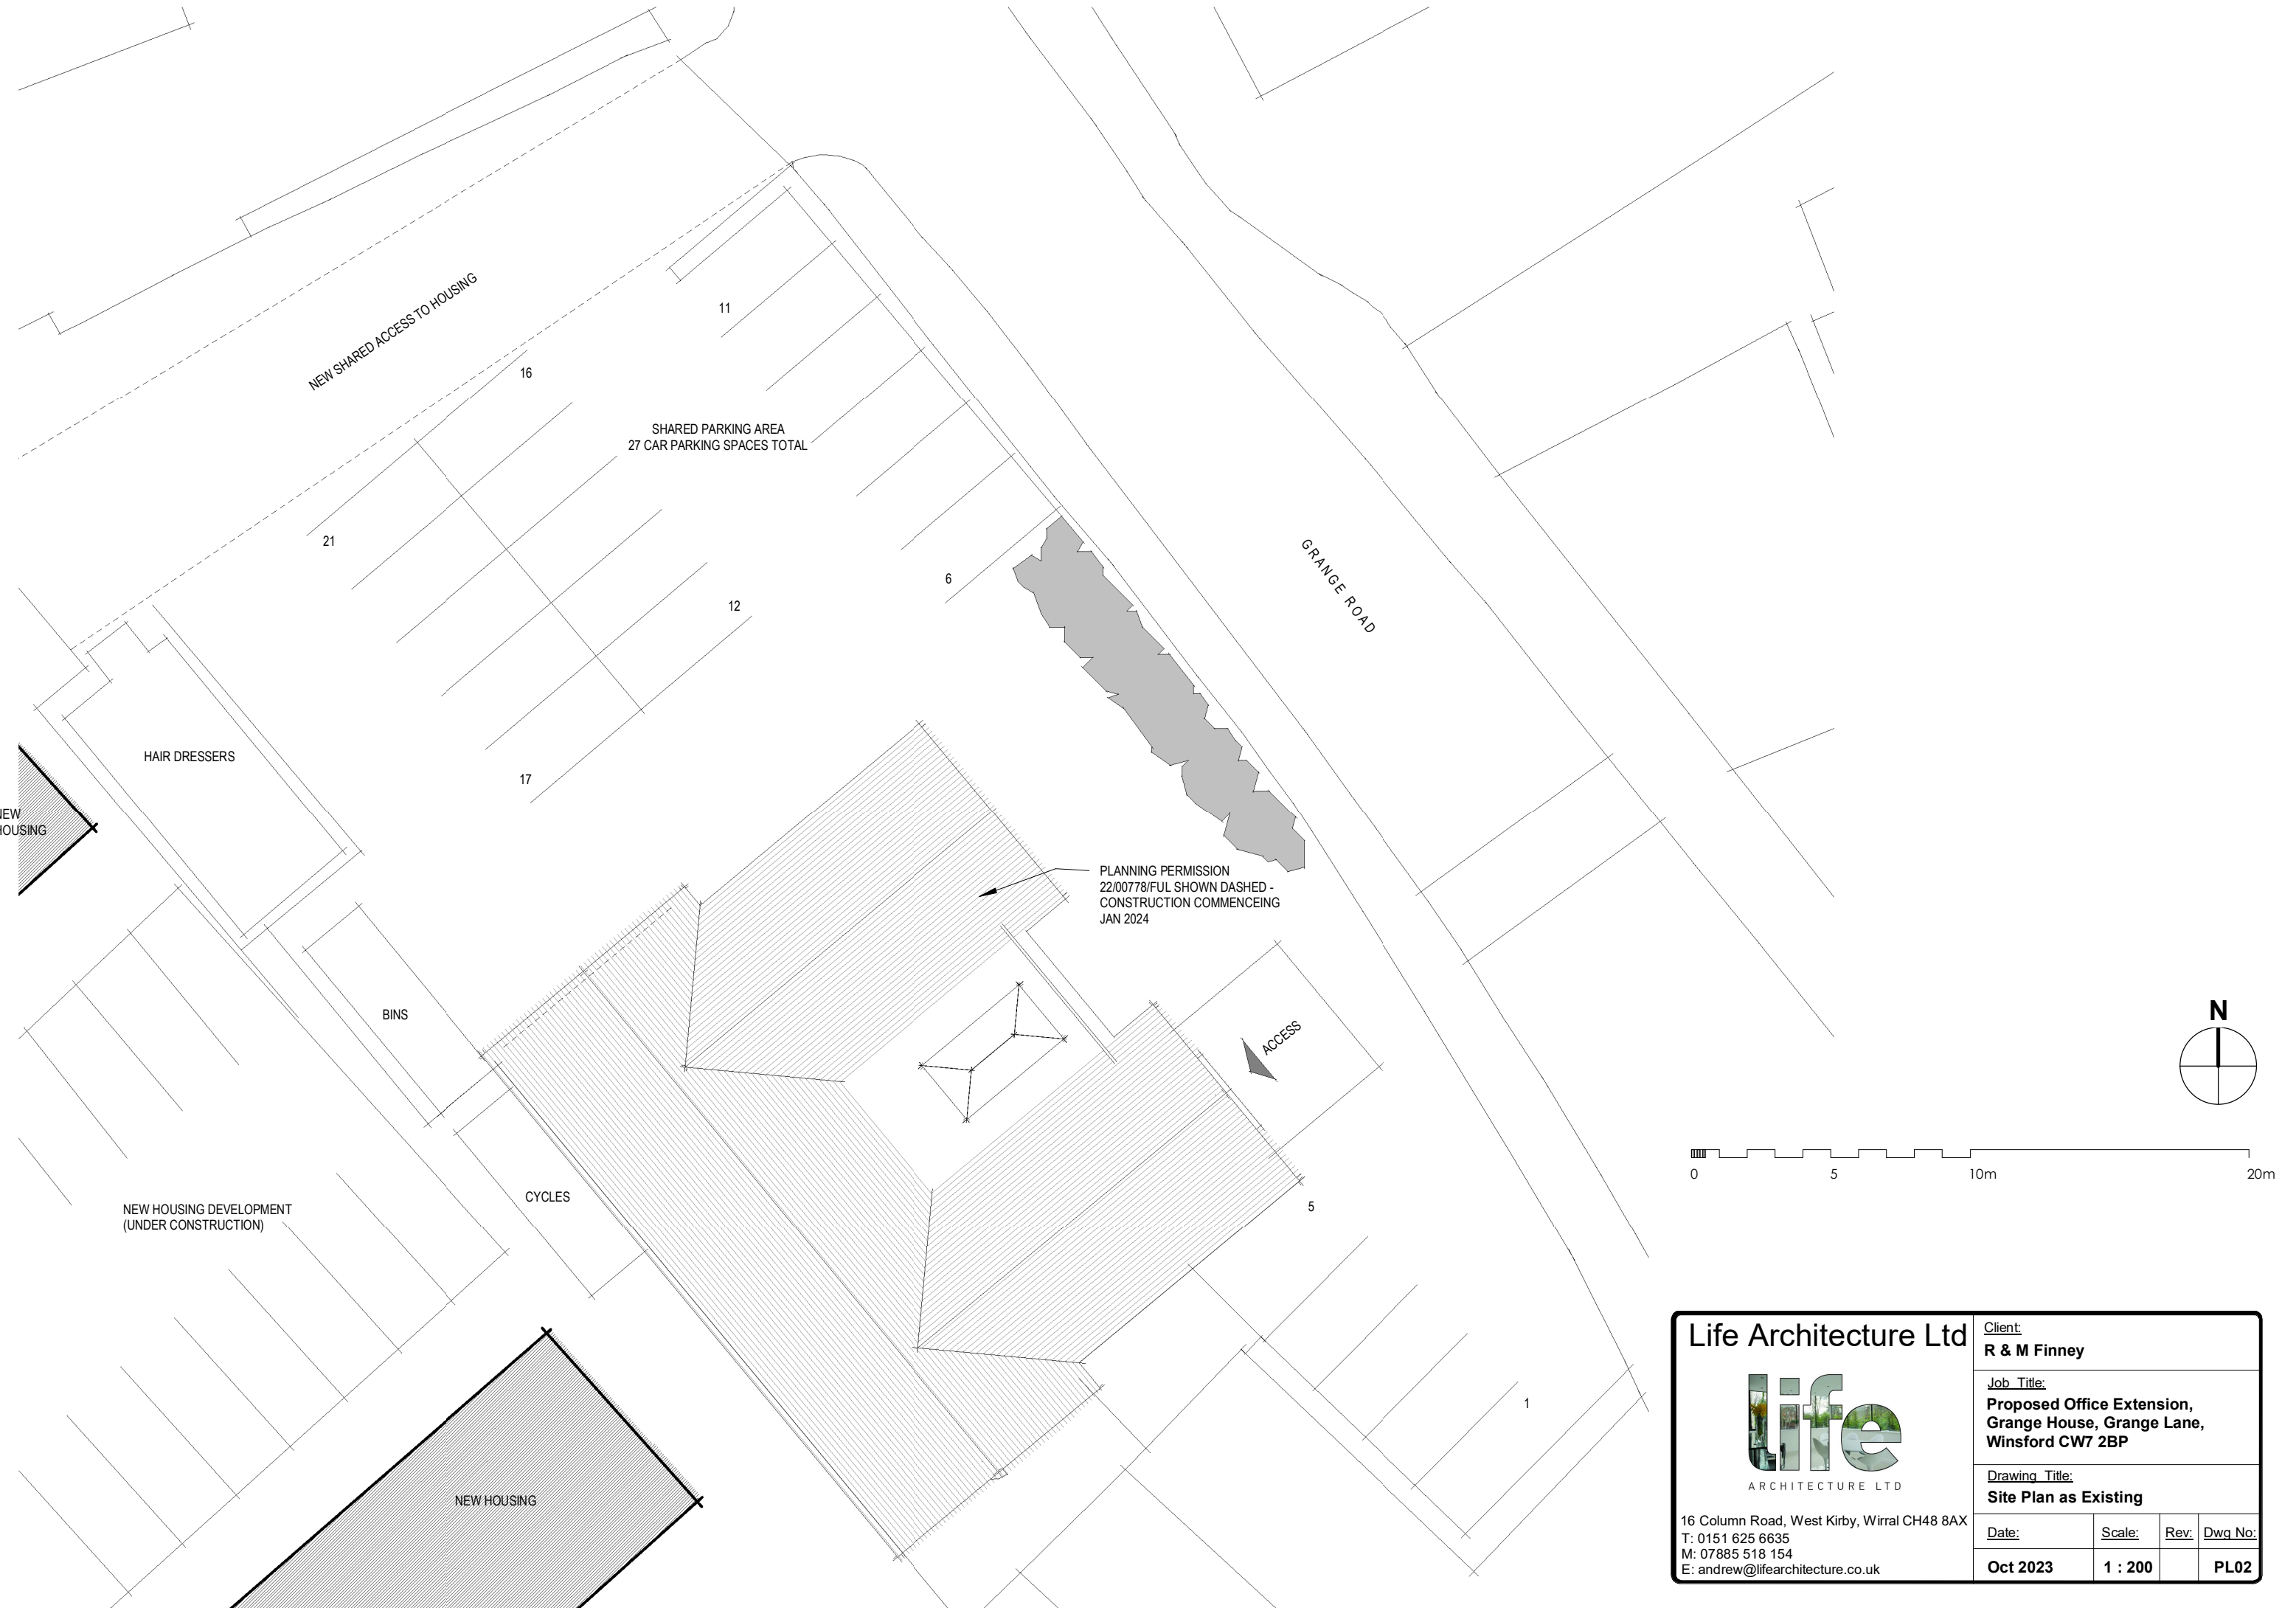 NEW SHARED ACCESS TO HOUSING
11
16
SHARED PARKING AREA
27 CAR PARKING SPACES TOTAL
21
6
12
GRANGE ROAD
HAIR DRESSERS
17
NEW
HOUSING
PLANNING PERMISSION
22/00778/FUL SHOWN DASHED -
CONSTRUCTION COMMENCEING
JAN 2024
BINS
ACCESS
CYCLES
5
NEW HOUSING DEVELOPMENT
(UNDER CONSTRUCTION)
1
NEW HOUSING
N
0 5 10m 20m
Life Architecture Ltd
life
ARCHITECTURE LTD
16 Column Road, West Kirby, Wirral CH48 8AX
T: 0151 625 6635
M: 07885 518 154
E: andrew@lifearchitecture.co.uk
Client:
R & M Finney
Job Title:
Proposed Office Extension,
Grange House, Grange Lane,
Winsford CW7 2BP
Drawing Title:
Site Plan as Existing
Date: Scale: Rev: Dwg No:
Oct 2023 1 : 200 PL02